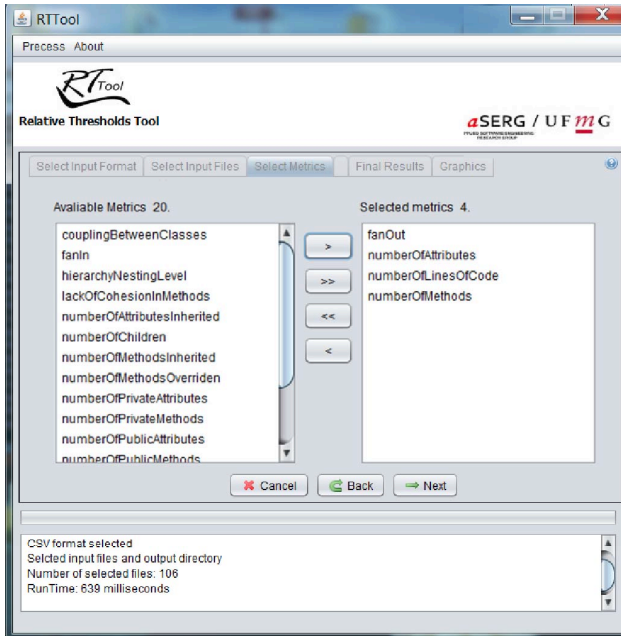 RTTool
Precess About
RTTool
Relative Thresholds Tool
aSERG / UFmG
Select Input Format Select Input Files Select Metrics Final Results Graphics
Avaliable Metrics 20. Selected metrics 4.
couplingBetweenClasses
fanIn
hierarchyNestingLevel
lackOfCohesionInMethods
numberOfAttributesInherited
numberOfChildren
numberOfMethodsInherited
numberOfMethodsOverriden
numberOfPrivateAttributes
numberOfPrivateMethods
numberOfPublicAttributes
numberOfPublicMethods
>
>>
<<
<
fanOut
numberOfAttributes
numberOfLinesOfCode
numberOfMethods
Cancel Back Next
CSV format selected
Selcted input files and output directory
Number of selected files: 106
RunTime: 639 milliseconds